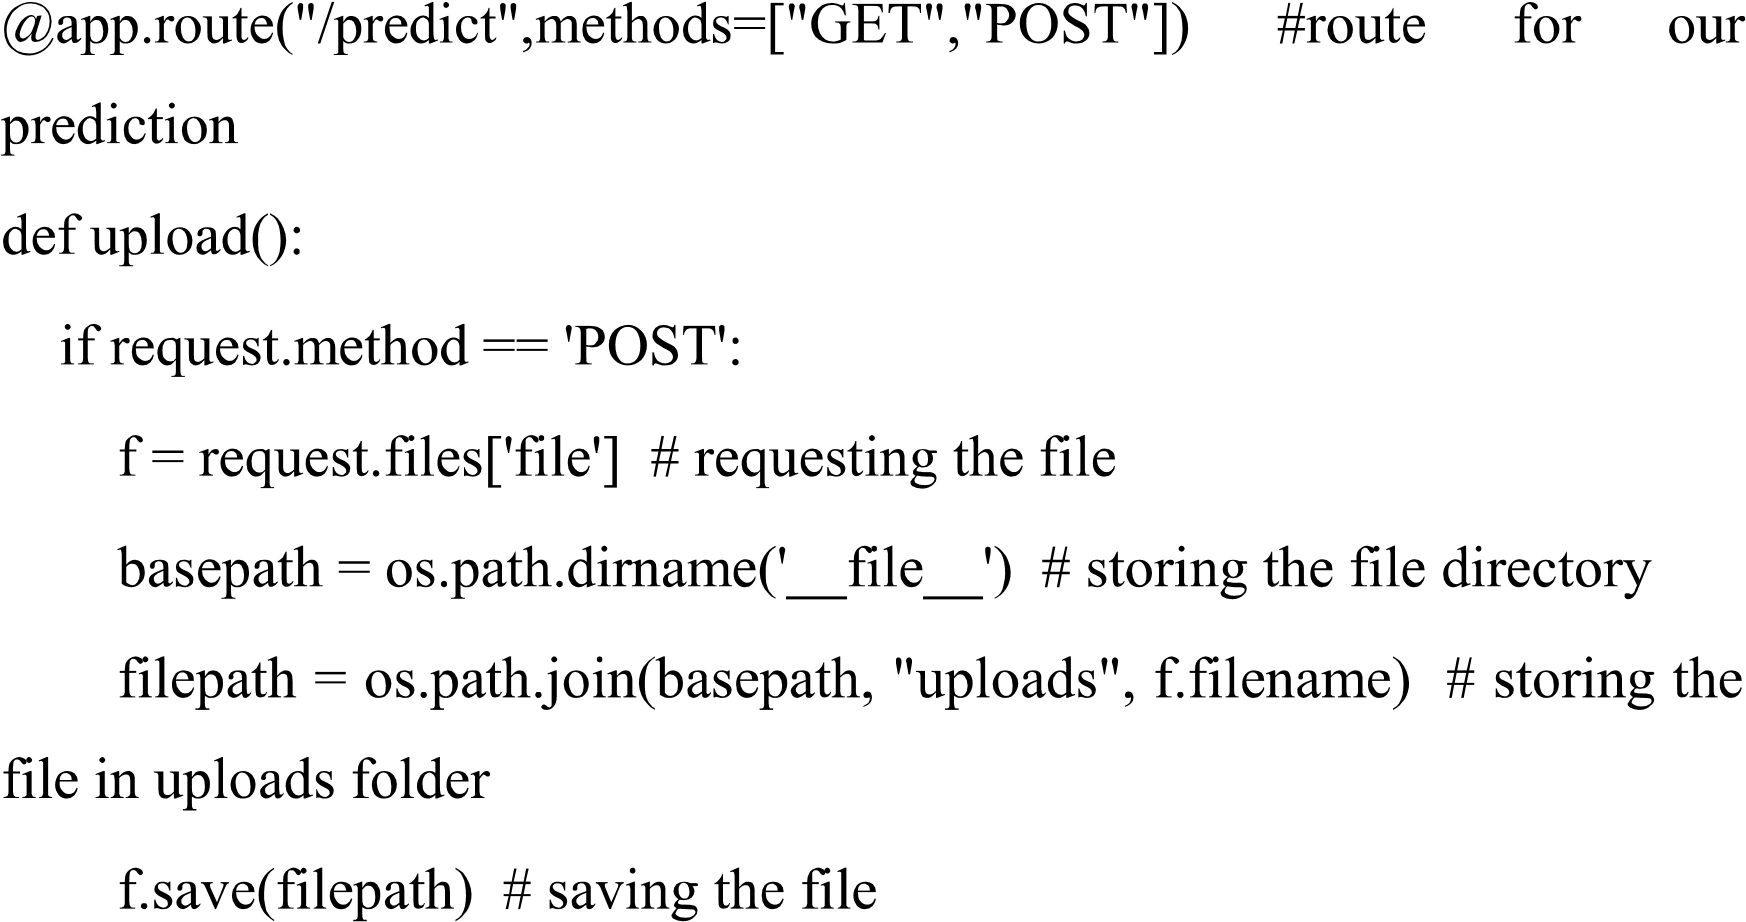 @app.route("/predict",methods=["GET","POST"]) #route for our
prediction
def upload():
if request.method == 'POST':
f = request.files['file'] # requesting the file
basepath = os.path.dirname('__file__') # storing the file directory
filepath = os.path.join(basepath, "uploads", f.filename) # storing the
file in uploads folder
f.save(filepath) # saving the file